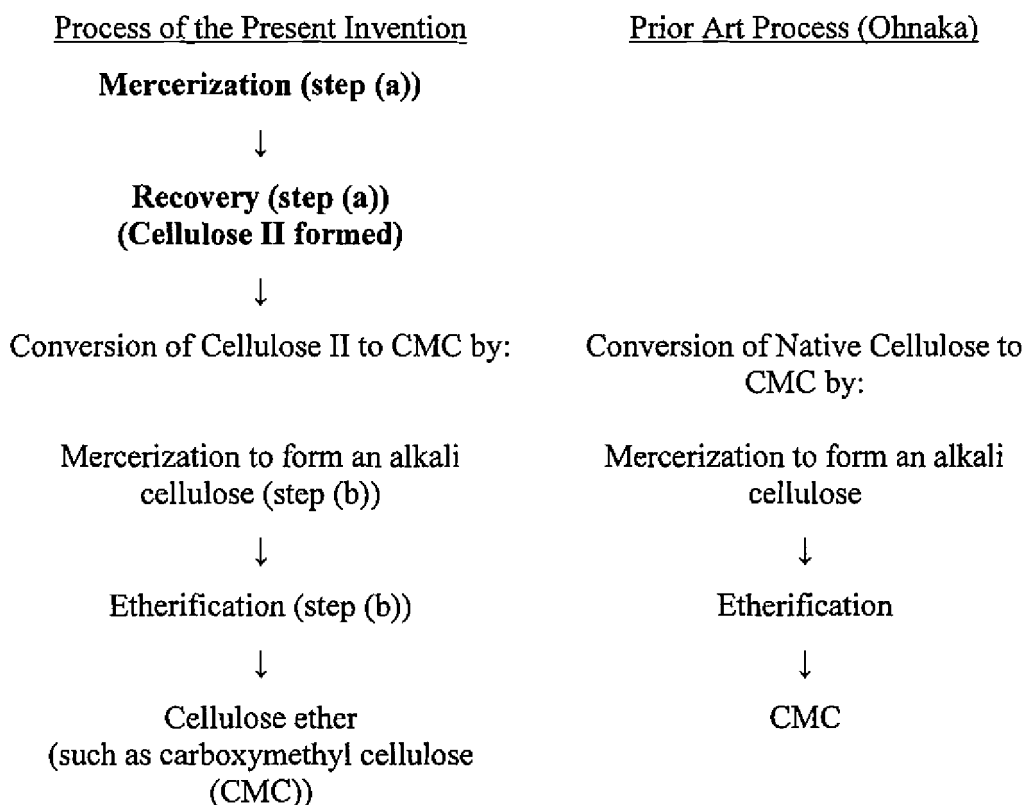 Process of the Present Invention
Prior Art Process (Ohnaka)
Mercerization (step (a))
↓
Recovery (step (a))
(Cellulose II formed)
↓
Conversion of Cellulose II to CMC by:
Conversion of Native Cellulose to
CMC by:
Mercerization to form an alkali
cellulose (step (b))
Mercerization to form an alkali
cellulose
↓
↓
Etherification (step (b))
Etherification
↓
↓
Cellulose ether
(such as carboxymethyl cellulose
(CMC))
CMC